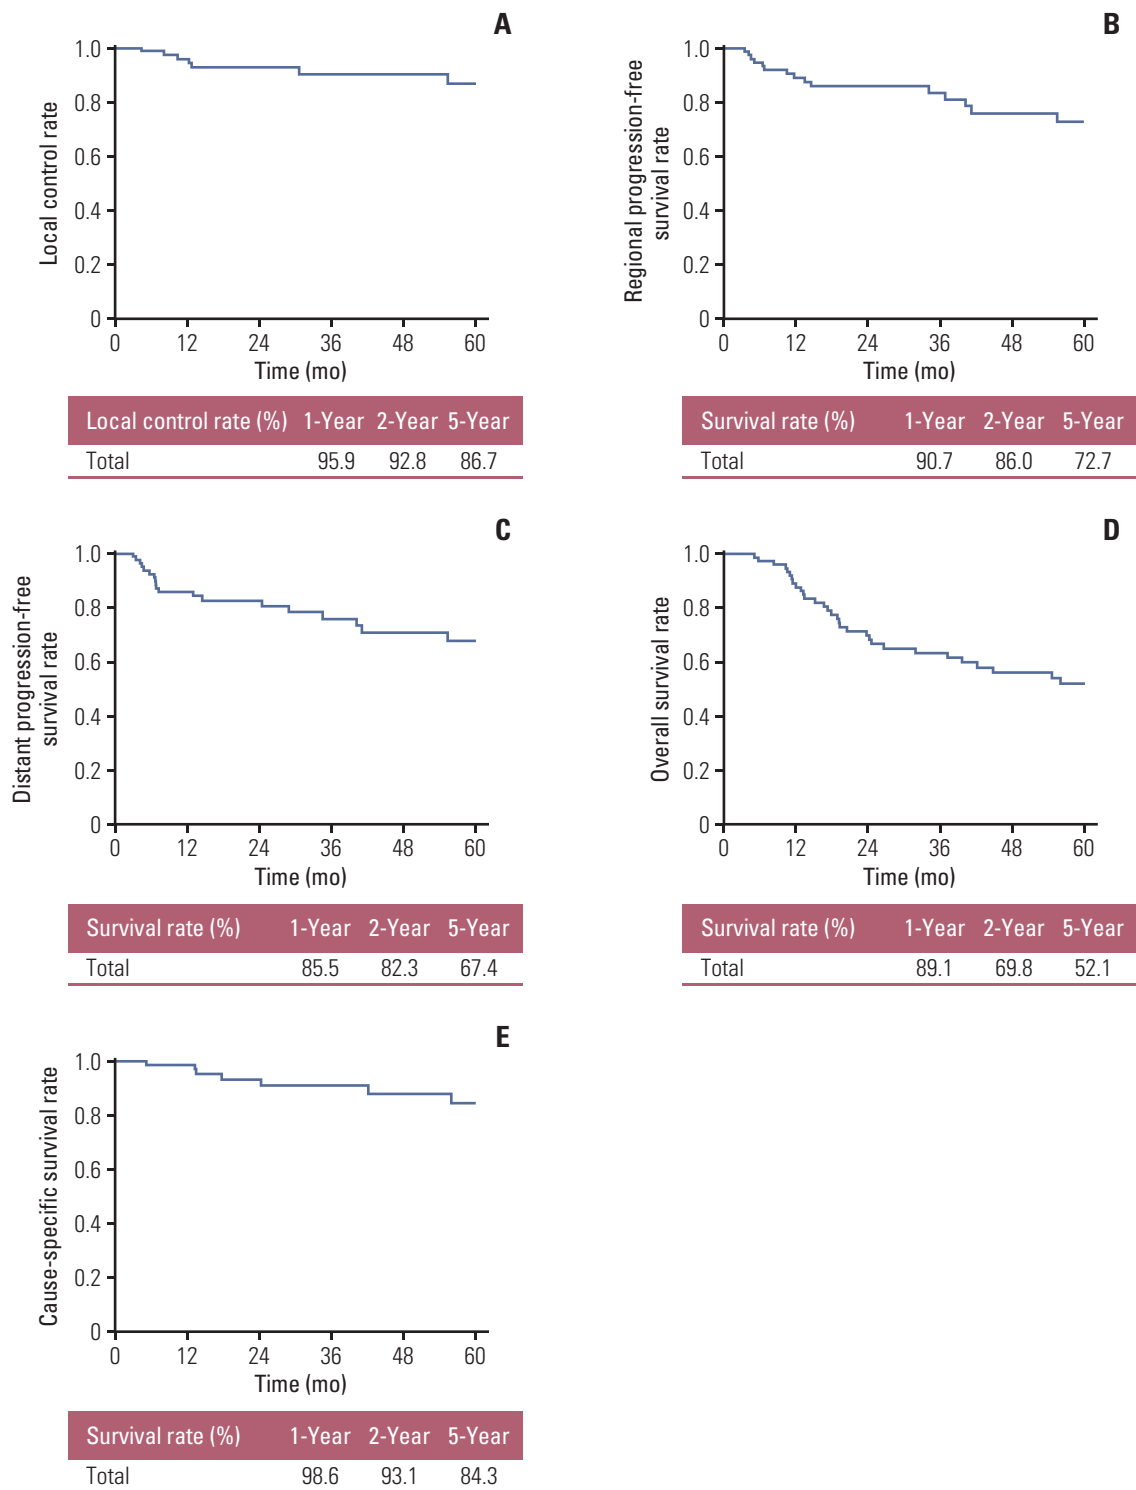 A
1.0
0.8
0.6
0.4
0.2
0
Local control rate
0 12 24 36 48 60
Time (mo)
Local control rate (%) 1-Year 2-Year 5-Year
Total 95.9 92.8 86.7
B
1.0
0.8
0.6
0.4
0.2
0
Regional progression-free
survival rate
0 12 24 36 48 60
Time (mo)
Survival rate (%) 1-Year 2-Year 5-Year
Total 90.7 86.0 72.7
C
1.0
0.8
0.6
0.4
0.2
0
Distant progression-free
survival rate
0 12 24 36 48 60
Time (mo)
Survival rate (%) 1-Year 2-Year 5-Year
Total 85.5 82.3 67.4
D
1.0
0.8
0.6
0.4
0.2
0
Overall survival rate
0 12 24 36 48 60
Time (mo)
Survival rate (%) 1-Year 2-Year 5-Year
Total 89.1 69.8 52.1
E
1.0
0.8
0.6
0.4
0.2
0
Cause-specific survival rate
0 12 24 36 48 60
Time (mo)
Survival rate (%) 1-Year 2-Year 5-Year
Total 98.6 93.1 84.3